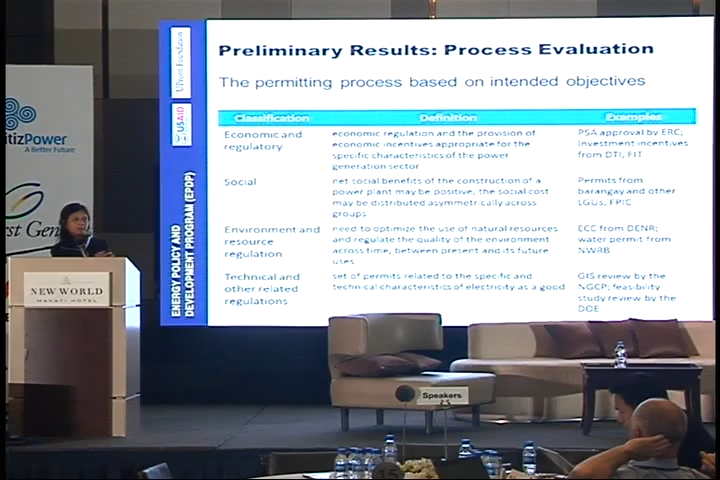 Preliminary Results: Process Evaluation
The permitting process based on intended objectives
Classification Definition Examples
Economic and regulatory
economic regulation and the provision of economic incentives appropriate for the specific characteristics of the power generation sector
PSA approval by ERC; Investment incentives from DTI, FIT
Social
net social benefits of the construction of a power plant may be positive, the social cost may be distributed asymmetrically across groups
Permits from barangay and other LGUs, FPIC
Environment and resource regulation
need to optimize the use of natural resources and regulate the quality of the environment across time, between present and its future uses
ECC from DENR; water permit from NWRB
Technical and other related regulations
set of permits related to the specific and technical characteristics of electricity as a good
GIS review by the NGCP; feasibility study review by the DOE
UPecon Foundation
USAID
ENERGY POLICY AND
DEVELOPMENT PROGRAM (EPDP)
itizPower
A Better Future
rst Gen
NEW WORLD
MAKATI HOTEL
Speakers
15